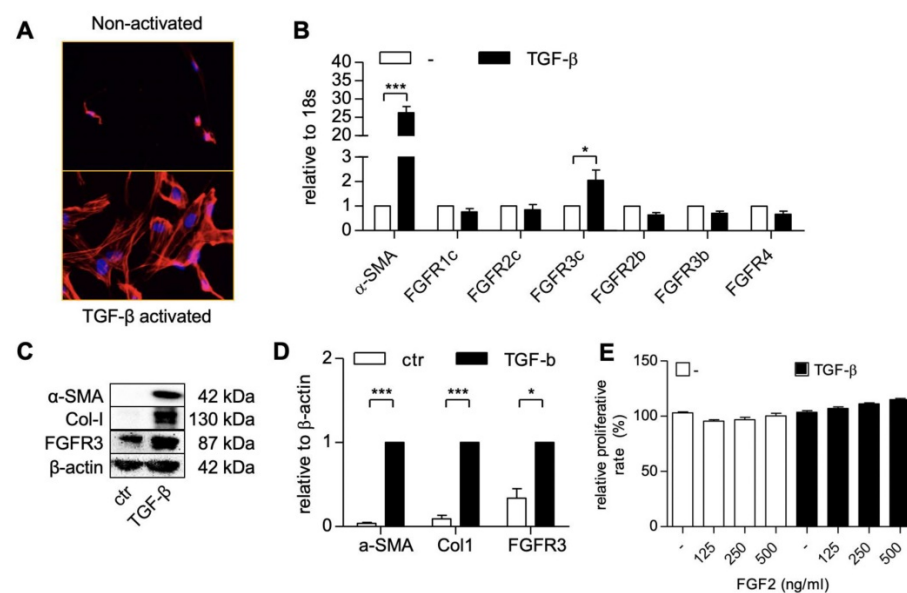 A
Non-activated
TGF-β activated
B
- TGF-β
relative to 18s
40
35
30
25
20
3
2
1
0
*** *
α-SMA FGFR1c FGFR2c FGFR3c FGFR2b FGFR3b FGFR4
C
α-SMA 42 kDa
Col-I 130 kDa
FGFR3 87 kDa
β-actin 42 kDa
ctr TGF-β
D
ctr TGF-b
relative to β-actin
2
1
0
*** *** *
a-SMA Col1 FGFR3
E
- TGF-β
relative proliferative
rate (%)
150
100
50
0
- 125 250 500 - 125 250 500
FGF2 (ng/ml)